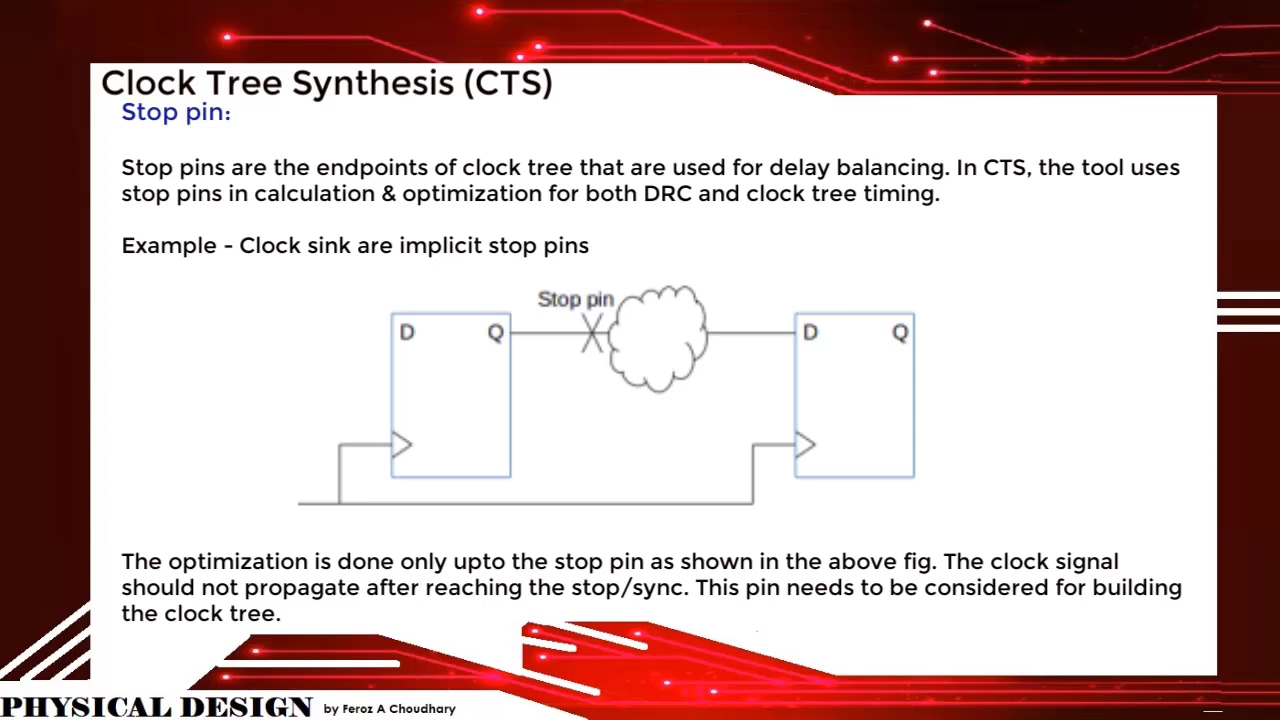 Clock Tree Synthesis (CTS)
Stop pin:
Stop pins are the endpoints of clock tree that are used for delay balancing. In CTS, the tool uses
stop pins in calculation & optimization for both DRC and clock tree timing.
Example - Clock sink are implicit stop pins
Stop pin
D Q D Q
The optimization is done only upto the stop pin as shown in the above fig. The clock signal
should not propagate after reaching the stop/sync. This pin needs to be considered for building
the clock tree.
PHYSICAL DESIGN by Feroz A Choudhary